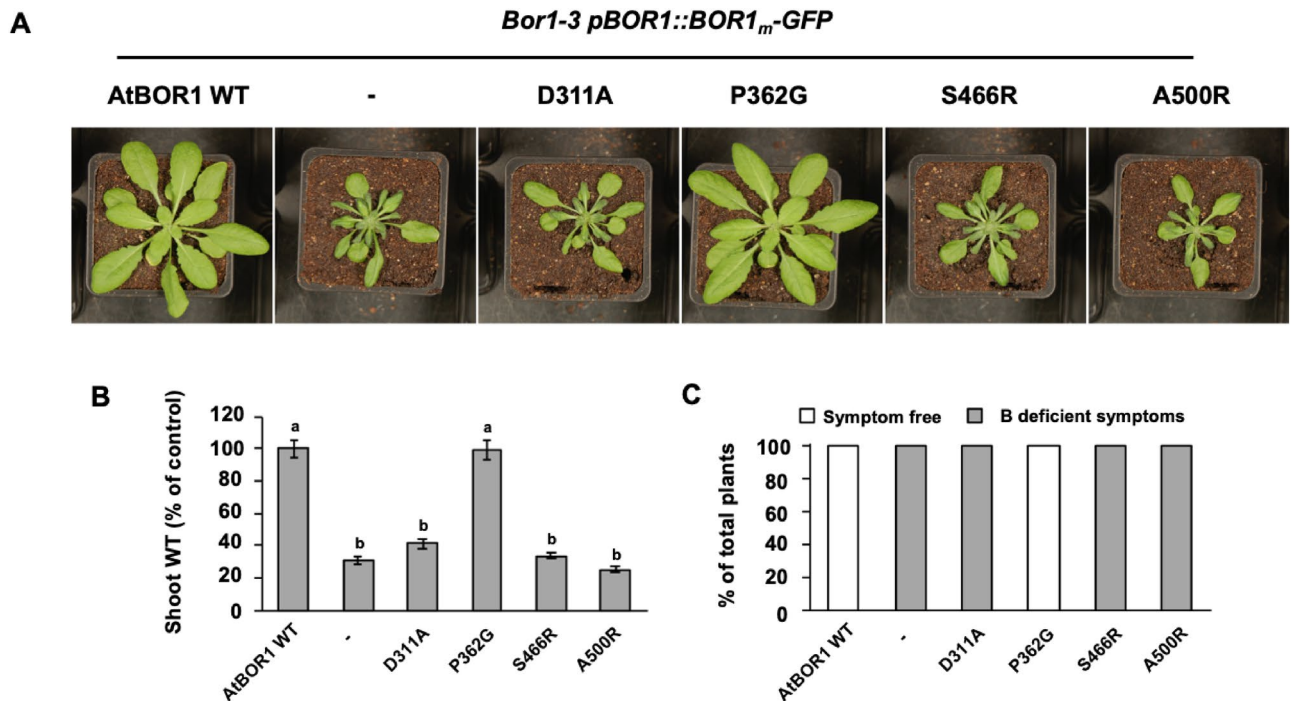 A
Bor1-3 pBOR1::BOR1m-GFP
AtBOR1 WT - D311A P362G S466R A500R
B
Shoot WT (% of control)
120
100
80
60
40
20
0
a
b
b
a
b
b
AtBOR1 WT
-
D311A
P362G
S466R
A500R
C
Symptom free B deficient symptoms
% of total plants
100
80
60
40
20
0
AtBOR1 WT
-
D311A
P362G
S466R
A500R